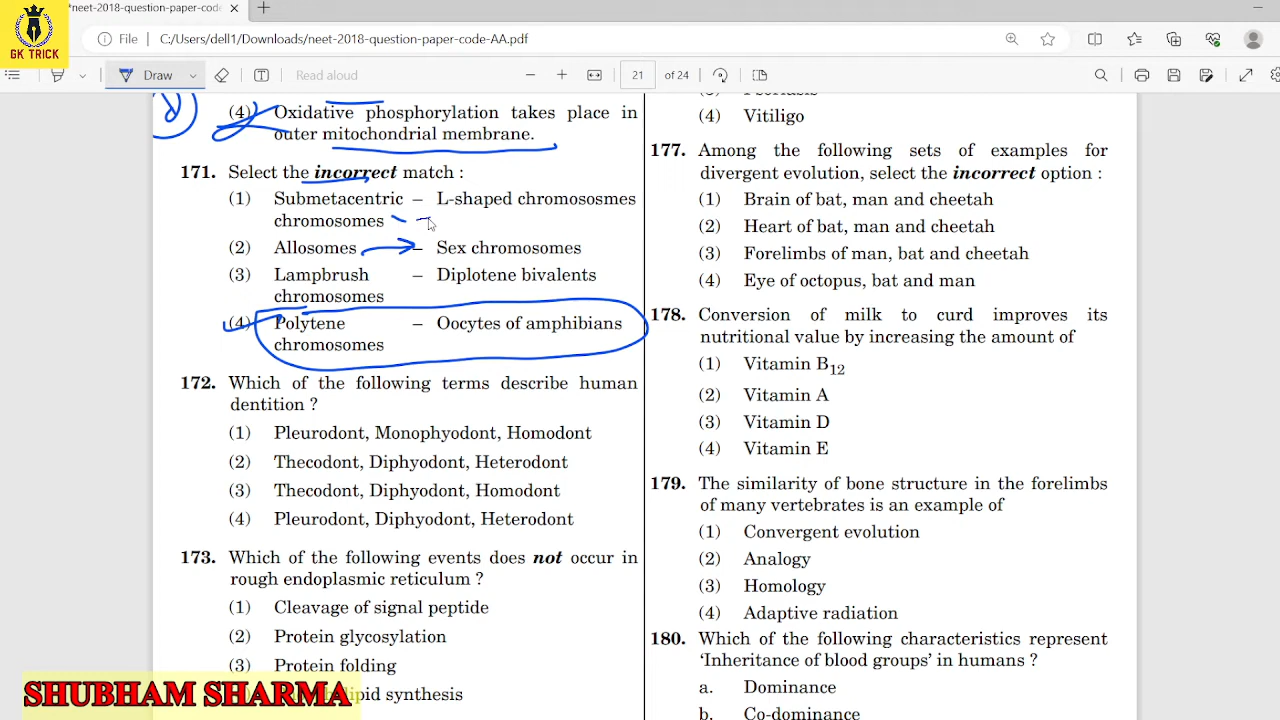 *neet-2018-question-paper-code-
GK TRICK
File
C:/Users/dell1/Downloads/neet-2018-question-paper-code-AA.pdf
Draw
Read aloud
21
of 24
(4) Oxidative phosphorylation takes place in
outer mitochondrial membrane.
171. Select the incorrect match :
(1) Submetacentric – L-shaped chromososmes
chromosomes
(2) Allosomes – Sex chromosomes
(3) Lampbrush – Diplotene bivalents
chromosomes
(4) Polytene – Oocytes of amphibians
chromosomes
172. Which of the following terms describe human
dentition ?
(1) Pleurodont, Monophyodont, Homodont
(2) Thecodont, Diphyodont, Heterodont
(3) Thecodont, Diphyodont, Homodont
(4) Pleurodont, Diphyodont, Heterodont
173. Which of the following events does not occur in
rough endoplasmic reticulum ?
(1) Cleavage of signal peptide
(2) Protein glycosylation
(3) Protein folding
synthesis
SHUBHAM SHARMA
(4) Vitiligo
177. Among the following sets of examples for
divergent evolution, select the incorrect option :
(1) Brain of bat, man and cheetah
(2) Heart of bat, man and cheetah
(3) Forelimbs of man, bat and cheetah
(4) Eye of octopus, bat and man
178. Conversion of milk to curd improves its
nutritional value by increasing the amount of
(1) Vitamin B12
(2) Vitamin A
(3) Vitamin D
(4) Vitamin E
179. The similarity of bone structure in the forelimbs
of many vertebrates is an example of
(1) Convergent evolution
(2) Analogy
(3) Homology
(4) Adaptive radiation
180. Which of the following characteristics represent
‘Inheritance of blood groups’ in humans ?
a. Dominance
b. Co-dominance